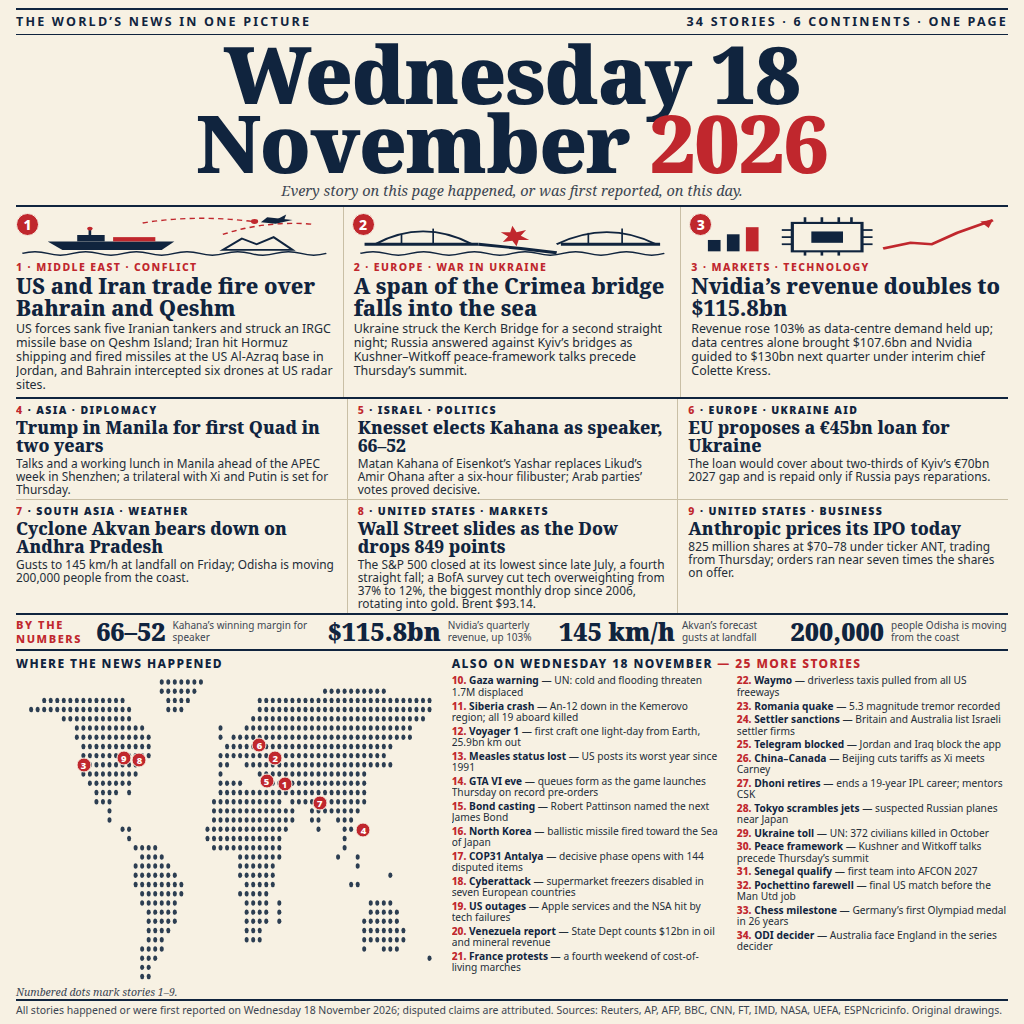 THE WORLD'S NEWS IN ONE PICTURE
34 STORIES · 6 CONTINENTS · ONE PAGE
Wednesday 18
November 2026
Every story on this page happened, or was first reported, on this day.
1
1 · MIDDLE EAST · CONFLICT
US and Iran trade fire over
Bahrain and Qeshm
US forces sank five Iranian tankers and struck an IRGC
missile base on Qeshm Island; Iran hit Hormuz
shipping and fired missiles at the US Al-Azraq base in
Jordan, and Bahrain intercepted six drones at US radar
sites.
2
2 · EUROPE · WAR IN UKRAINE
A span of the Crimea bridge
falls into the sea
Ukraine struck the Kerch Bridge for a second straight
night; Russia answered against Kyiv's bridges as
Kushner–Witkoff peace-framework talks precede
Thursday's summit.
3
3 · MARKETS · TECHNOLOGY
Nvidia's revenue doubles to
$115.8bn
Revenue rose 103% as data-centre demand held up;
data centres alone brought $107.6bn and Nvidia
guided to $130bn next quarter under interim chief
Colette Kress.
4 · ASIA · DIPLOMACY
Trump in Manila for first Quad in
two years
Talks and a working lunch in Manila ahead of the APEC
week in Shenzhen; a trilateral with Xi and Putin is set for
Thursday.
5 · ISRAEL · POLITICS
Knesset elects Kahana as speaker,
66–52
Matan Kahana of Eisenkot's Yashar replaces Likud's
Amir Ohana after a six-hour filibuster; Arab parties'
votes proved decisive.
6 · EUROPE · UKRAINE AID
EU proposes a €45bn loan for
Ukraine
The loan would cover about two-thirds of Kyiv's €70bn
2027 gap and is repaid only if Russia pays reparations.
7 · SOUTH ASIA · WEATHER
Cyclone Akvan bears down on
Andhra Pradesh
Gusts to 145 km/h at landfall on Friday; Odisha is moving
200,000 people from the coast.
8 · UNITED STATES · MARKETS
Wall Street slides as the Dow
drops 849 points
The S&P 500 closed at its lowest since late July, a fourth
straight fall; a BofA survey cut tech overweighting from
37% to 12%, the biggest monthly drop since 2006,
rotating into gold. Brent $93.14.
9 · UNITED STATES · BUSINESS
Anthropic prices its IPO today
825 million shares at $70–78 under ticker ANT, trading
from Thursday; orders ran near seven times the shares
on offer.
BY THE
NUMBERS
66–52
Kahana's winning margin for
speaker
$115.8bn
Nvidia's quarterly
revenue, up 103%
145 km/h
Akvan's forecast
gusts at landfall
200,000
people Odisha is moving
from the coast
WHERE THE NEWS HAPPENED
6
2
3
9
8
5
1
7
4
Numbered dots mark stories 1–9.
ALSO ON WEDNESDAY 18 NOVEMBER — 25 MORE STORIES
10. Gaza warning — UN: cold and flooding threaten
1.7M displaced
11. Siberia crash — An-12 down in the Kemerovo
region; all 19 aboard killed
12. Voyager 1 — craft one light-day from Earth,
25.9bn km out
13. Measles status lost — US posts its worst year since
1991
14. GTA VI eve — queues form as the game launches
Thursday on record pre-orders
15. Bond casting — Robert Pattinson named the next
James Bond
16. North Korea — ballistic missile fired toward the Sea
of Japan
17. COP31 Antalya — decisive phase opens with 144
disputed items
18. Cyberattack — supermarket freezers disabled in
seven European countries
19. US outages — Apple services and the NSA hit by
tech failures
20. Venezuela report — State Dept counts $12bn in oil
and mineral revenue
21. France protests — a fourth weekend of cost-of-
living marches
22. Waymo — driverless taxis pulled from all US
freeways
23. Romania quake — 5.3 magnitude tremor recorded
24. Settler sanctions — Britain and Australia list Israeli
settler firms
25. Telegram blocked — Jordan and Iraq block the app
26. China–Canada — Beijing cuts tariffs as Xi meets
Carney
27. Dhoni retires — ends a 19-year IPL career; mentors
CSK
28. Tokyo scrambles jets — suspected Russian planes
near Japan
29. Ukraine toll — UN: 372 civilians killed in October
30. Peace framework — Kushner and Witkoff talks
precede Thursday's summit
31. Senegal qualify — first team into AFCON 2027
32. Pochettino farewell — final US match before the
Man Utd job
33. Chess milestone — Germany's first Olympiad medal
in 26 years
34. ODI decider — Australia face England in the series
decider
All stories happened or were first reported on Wednesday 18 November 2026; disputed claims are attributed. Sources: Reuters, AP, AFP, BBC, CNN, FT, IMD, NASA, UEFA, ESPNcricinfo. Original drawings.